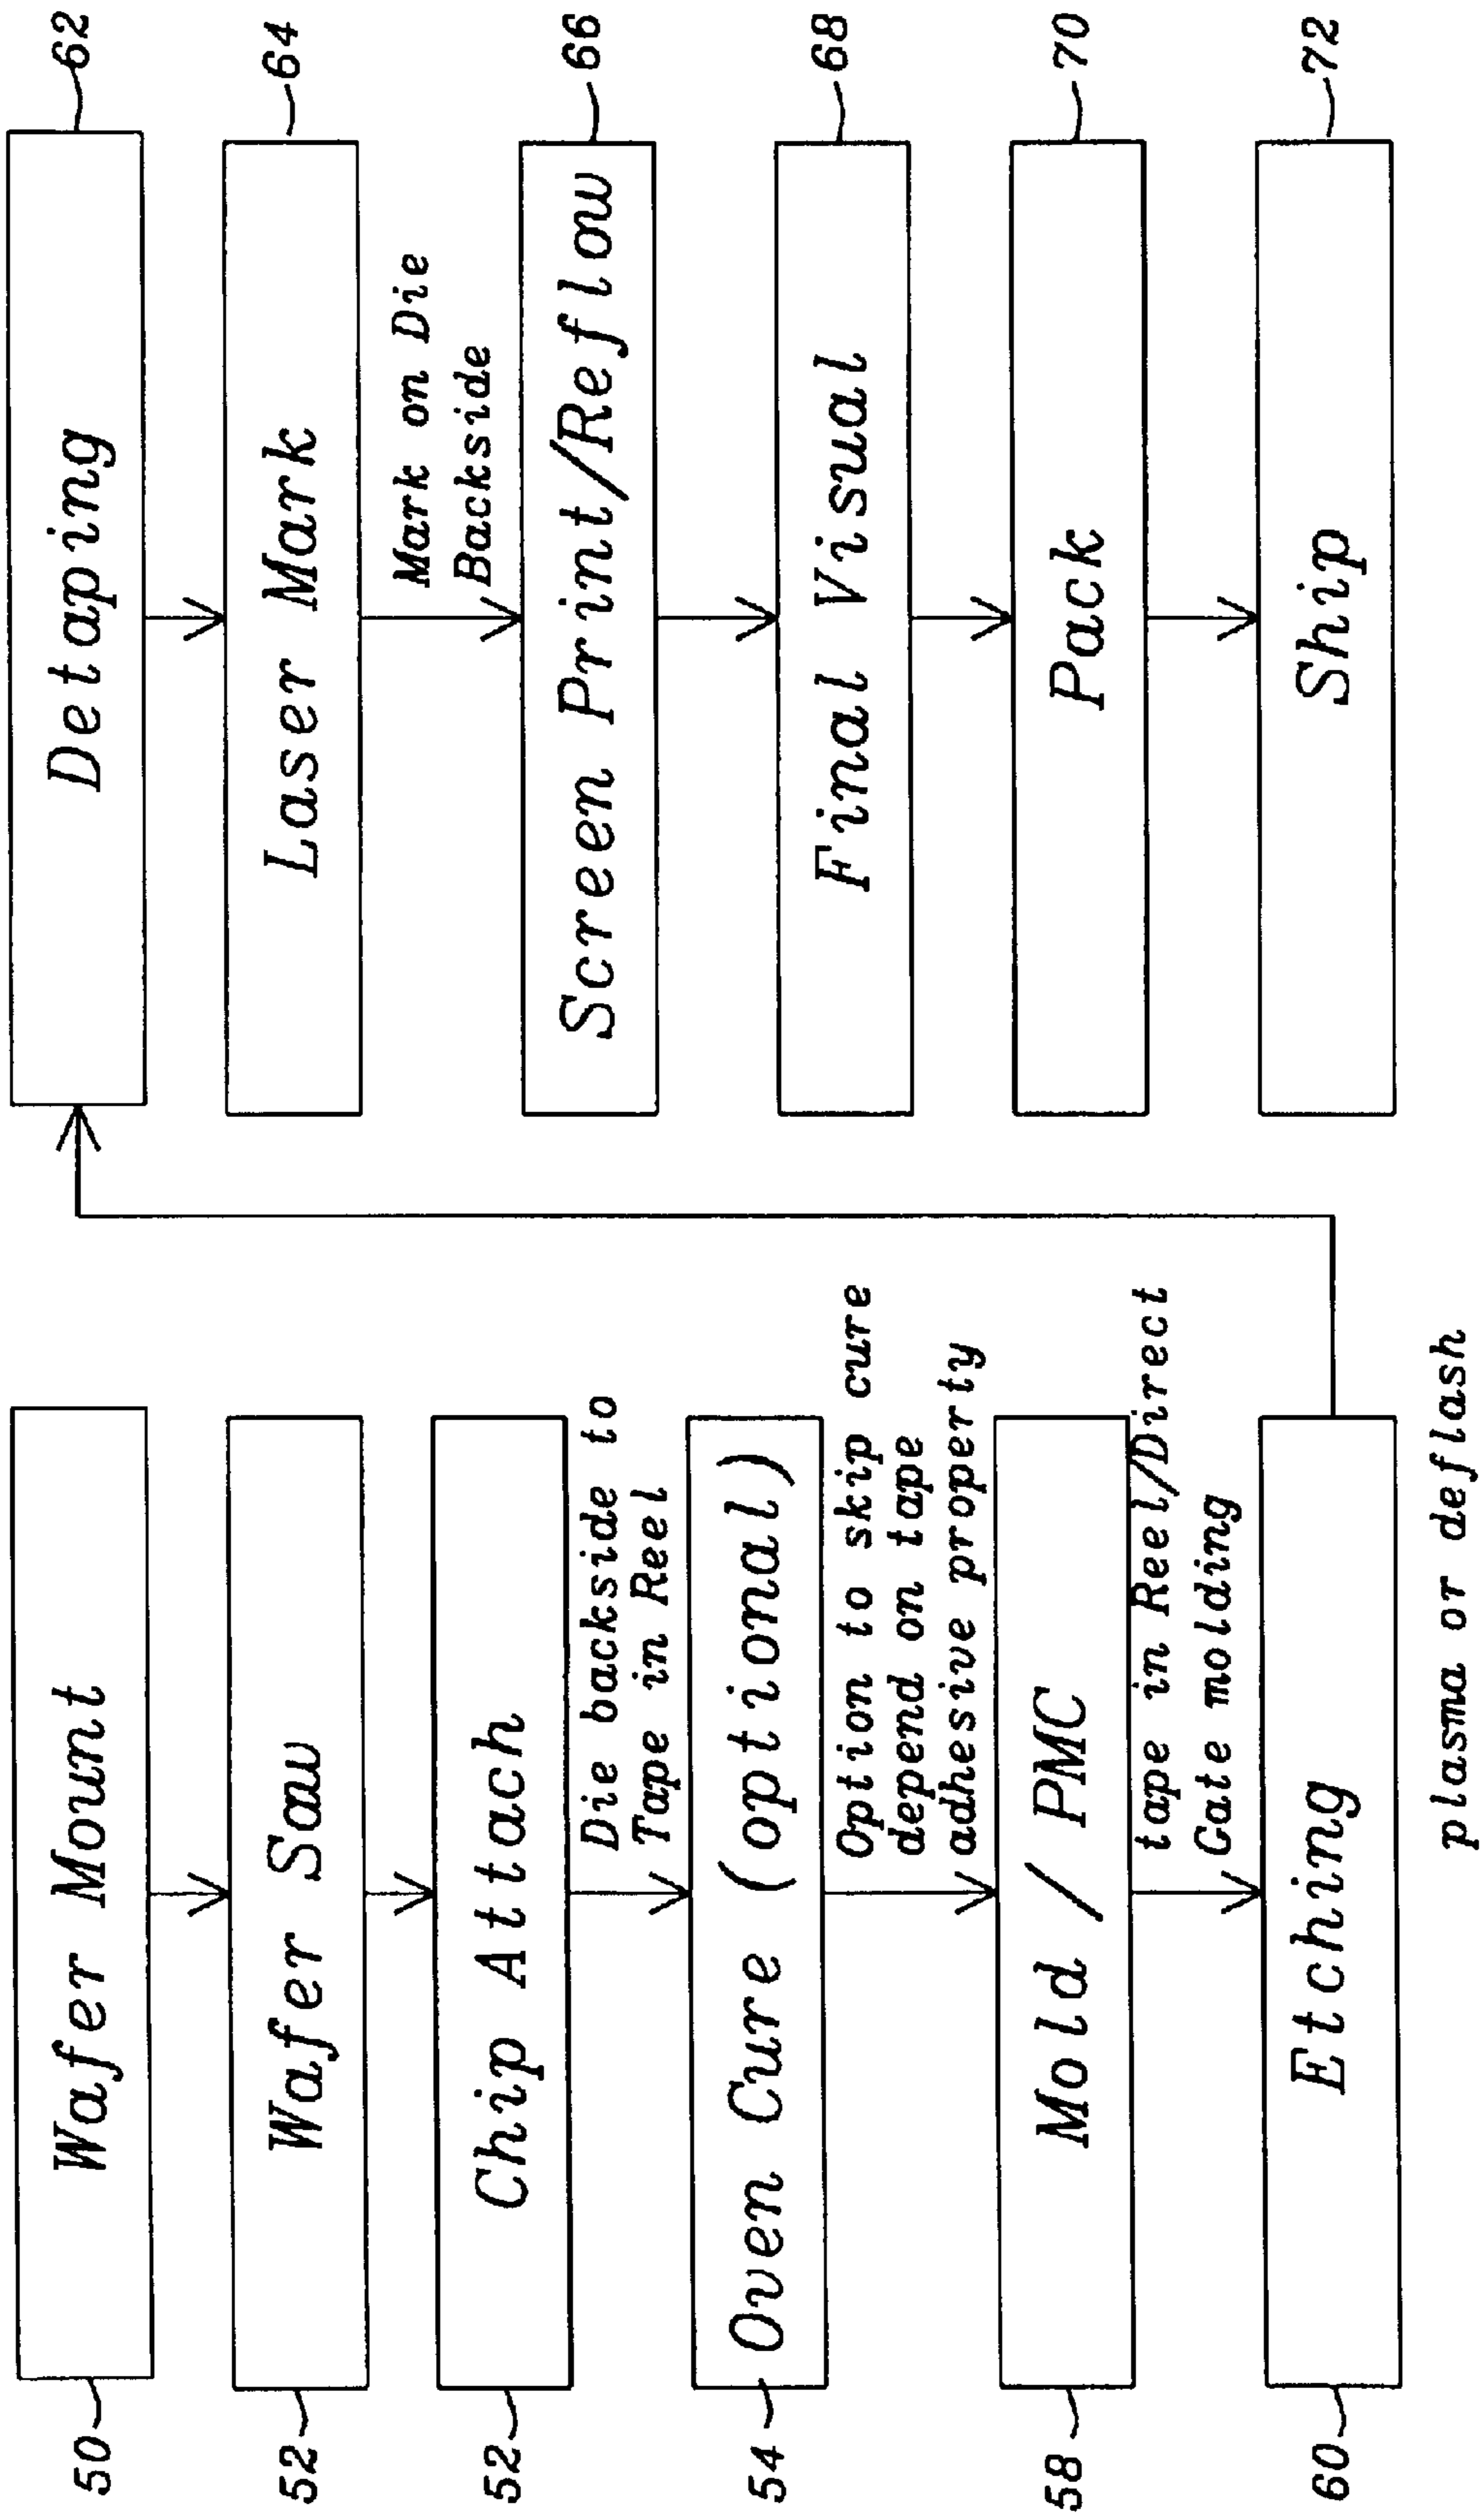 50
Wafer Mount
52
Wafer Saw
52
Chip Attach
Die backside to
Tape in Reel
54
Oven Cure (optional)
Option to skip cure
depend on tape
adhesive property
58
Mold / PMC
tape in Reel/Direct
Gate molding
60
Etching
plasma or deflash
Detaping
62
Laser Mark
64
Mark on Die
Backside
Screen Print/Reflow
66
Final Visual
68
Pack
70
Ship
72